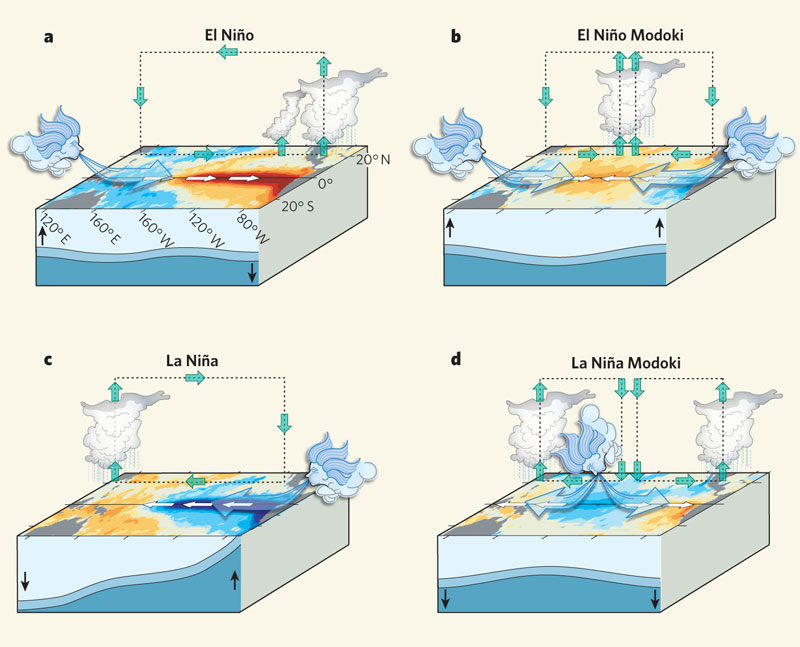 a
El Niño
20° N
0°
20° S
120° E
160° E
160° W
120° W
80° W
b
El Niño Modoki
c
La Niña
d
La Niña Modoki